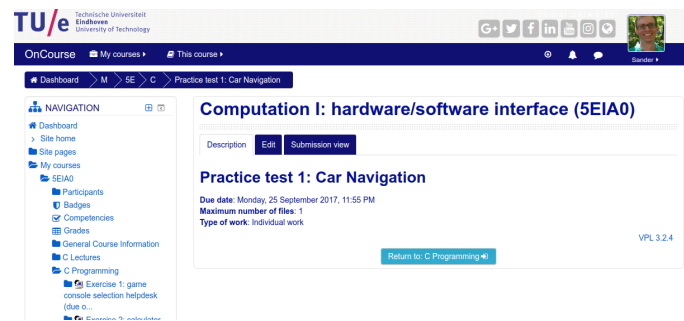 TU/e Technische Universiteit
Eindhoven
University of Technology
OnCourse My courses This course
Sander
Dashboard M 5E C Practice test 1: Car Navigation
NAVIGATION
Computation I: hardware/software interface (5EIA0)
Dashboard
Site home
Site pages
My courses
5EIA0
Participants
Badges
Competencies
Grades
General Course Information
C Lectures
C Programming
Exercise 1: game
console selection helpdesk
(due o...
Exercise 2: calculator
Description Edit Submission view
Practice test 1: Car Navigation
Due date: Monday, 25 September 2017, 11:55 PM
Maximum number of files: 1
Type of work: Individual work
VPL 3.2.4
Return to: C Programming